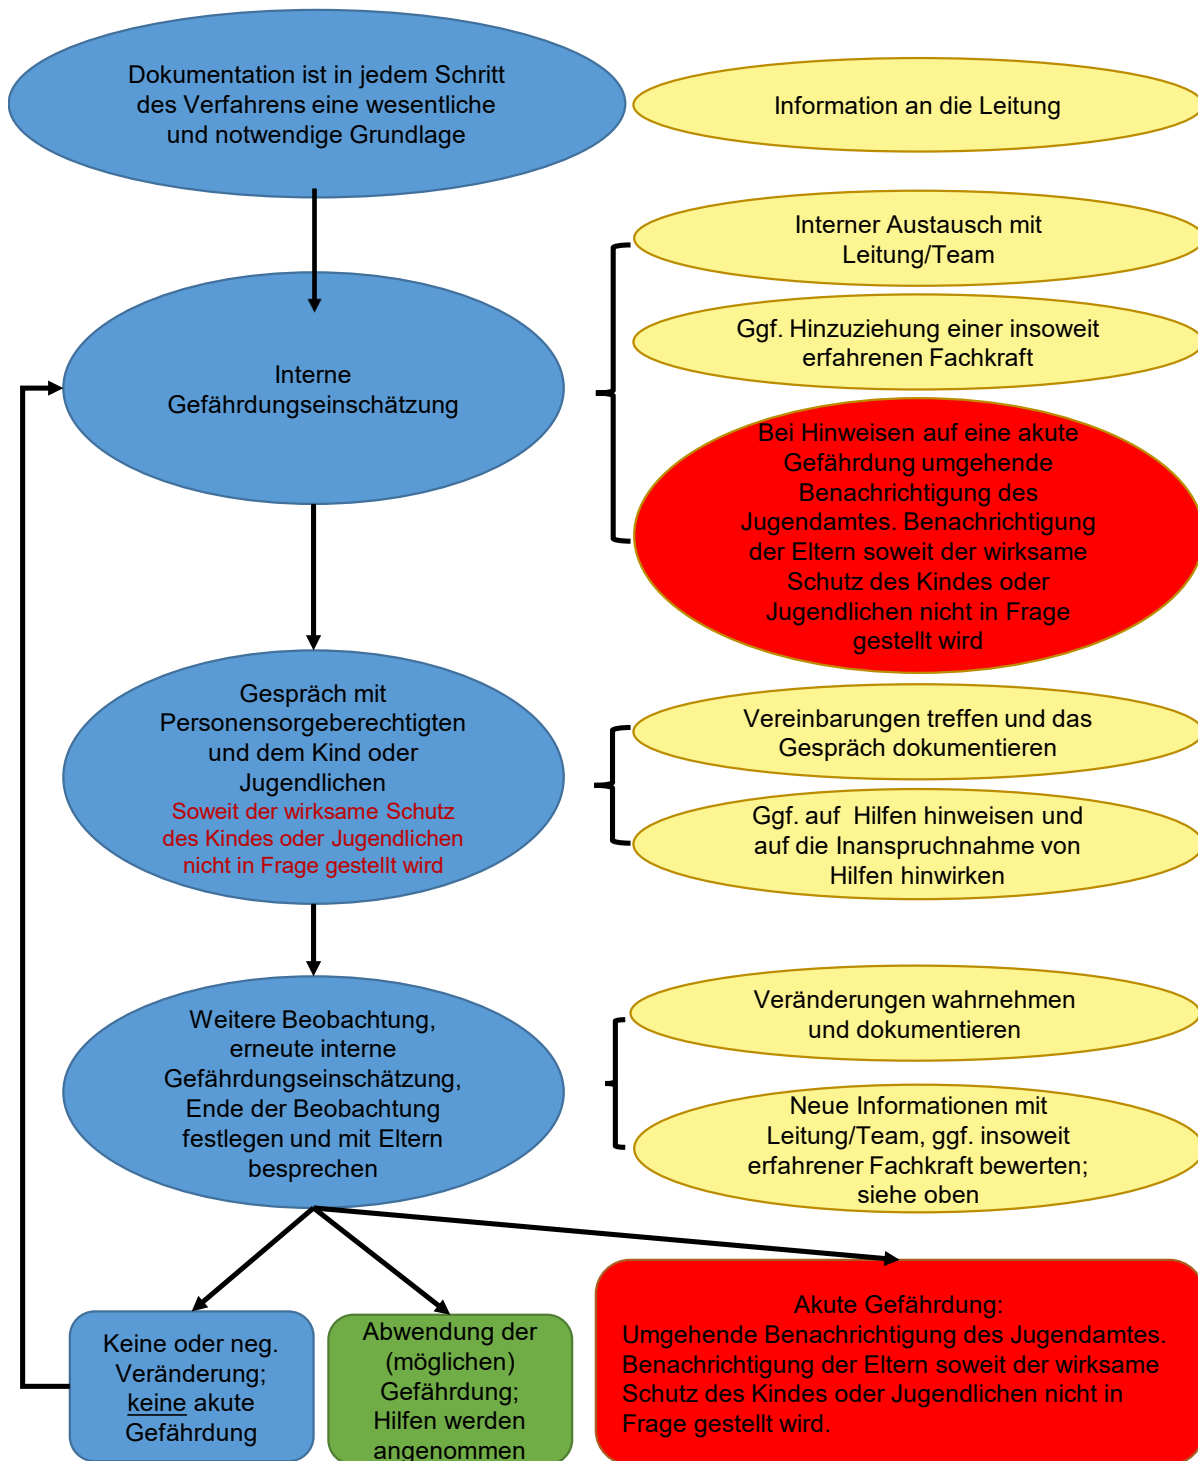 Dokumentation ist in jedem Schritt
des Verfahrens eine wesentliche
und notwendige Grundlage
Information an die Leitung
Interner Austausch mit
Leitung/Team
Ggf. Hinzuziehung einer insoweit
erfahrenen Fachkraft
Interne
Gefährdungseinschätzung
Bei Hinweisen auf eine akute
Gefährdung umgehende
Benachrichtigung des
Jugendamtes. Benachrichtigung
der Eltern soweit der wirksame
Schutz des Kindes oder
Jugendlichen nicht in Frage
gestellt wird
Gespräch mit
Personensorgeberechtigten
und dem Kind oder
Jugendlichen
Soweit der wirksame Schutz
des Kindes oder Jugendlichen
nicht in Frage gestellt wird
Vereinbarungen treffen und das
Gespräch dokumentieren
Ggf. auf Hilfen hinweisen und
auf die Inanspruchnahme von
Hilfen hinwirken
Weitere Beobachtung,
erneute interne
Gefährdungseinschätzung,
Ende der Beobachtung
festlegen und mit Eltern
besprechen
Veränderungen wahrnehmen
und dokumentieren
Neue Informationen mit
Leitung/Team, ggf. insoweit
erfahrener Fachkraft bewerten;
siehe oben
Keine oder neg.
Veränderung;
keine akute
Gefährdung
Abwendung der
(möglichen)
Gefährdung;
Hilfen werden
angenommen
Akute Gefährdung:
Umgehende Benachrichtigung des Jugendamtes.
Benachrichtigung der Eltern soweit der wirksame
Schutz des Kindes oder Jugendlichen nicht in
Frage gestellt wird.